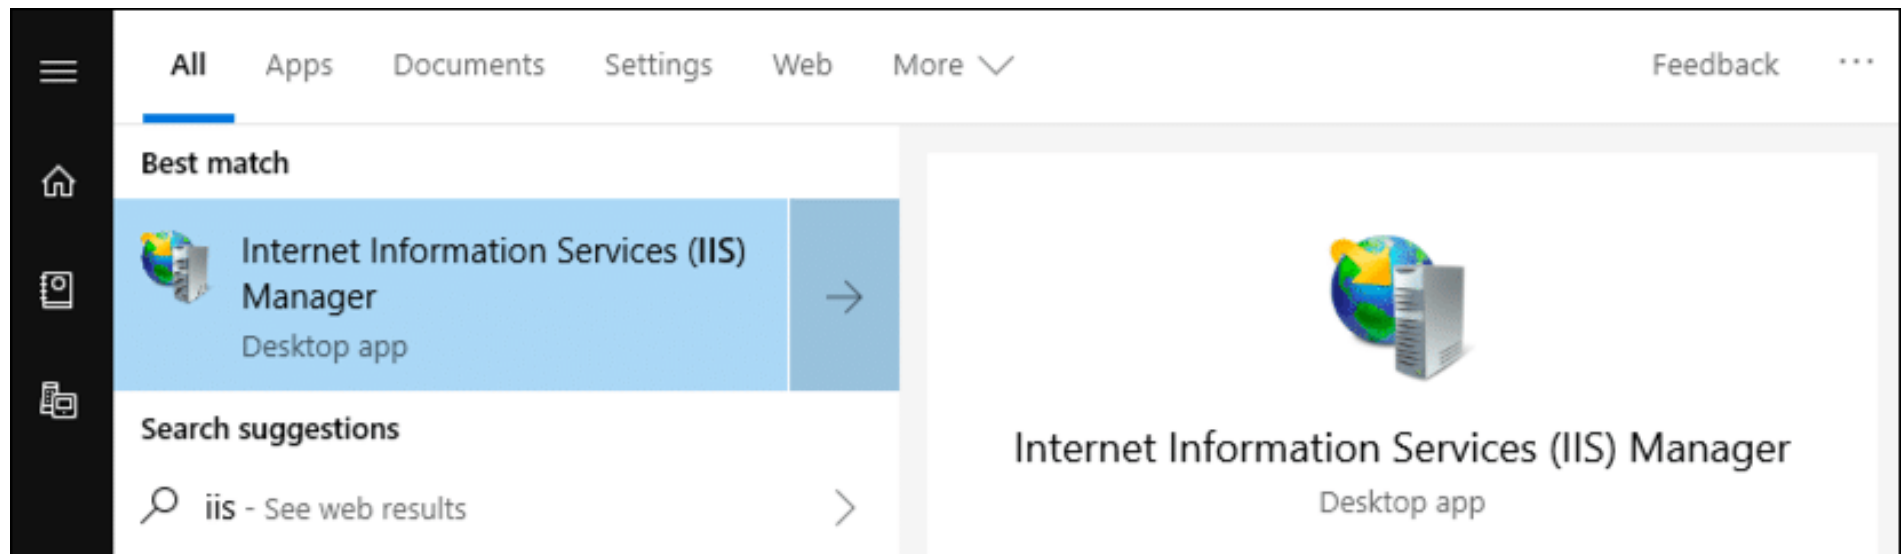 All Apps Documents Settings Web More Feedback ...
Best match
Internet Information Services (IIS)
Manager
Desktop app
Search suggestions
iis - See web results
Internet Information Services (IIS) Manager
Desktop app